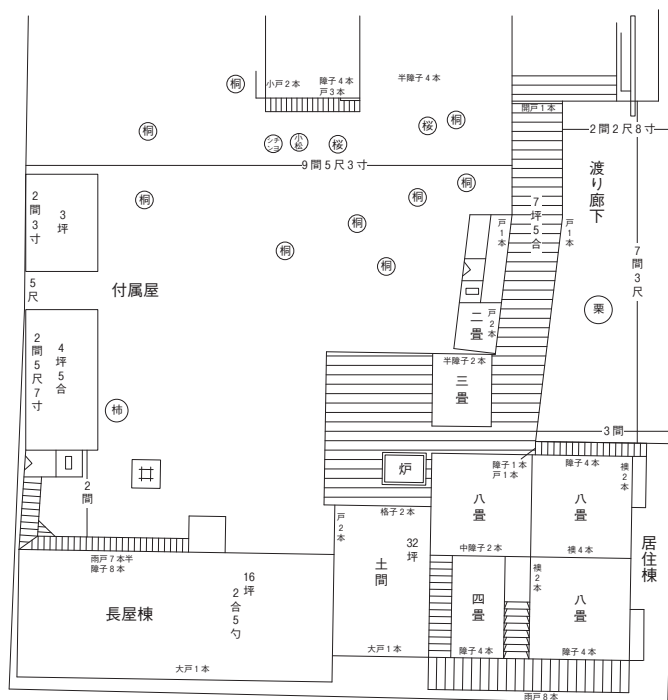 桐
小戸2本
障子4本
戸3本
半障子4本
開戸1本
2間2尺8寸
桐
シチ
ンヨ
小松
桜
桜
桐
9間5尺3寸
渡り廊下
7坪5合
戸1本
戸1本
7間3尺
2間3寸
3坪
桐
桐
桐
桐
桐
桐
5尺
付属屋
栗
二畳
戸2本
2間5尺7寸
4坪5合
柿
半障子2本
三畳
3間
炉
障子1本
戸1本
障子4本
襖2本
2間
八畳
八畳
格子2本
戸2本
32坪
中障子2本
襖4本
居住棟
雨戸7本半
障子8本
土間
四畳
襖2本
八畳
16坪
2合5勺
長屋棟
大戸1本
大戸1本
障子4本
障子4本
雨戸8本